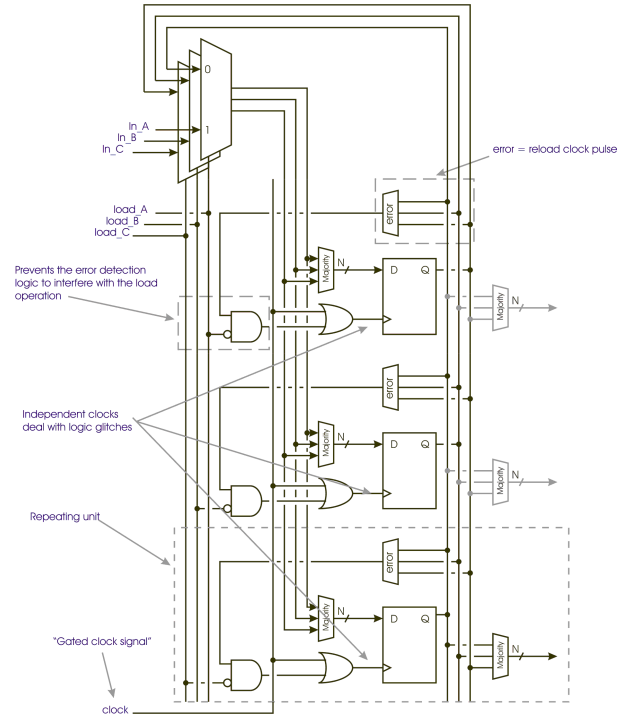 0
In_A
1
In_B
In_C
error = reload clock pulse
load_A
load_B
load_C
error
Majority
N
D
Q
Prevents the error detection
logic to interfere with the load
operation
Majority
N
error
Independent clocks
deal with logic glitches
Majority
N
D
Q
Majority
N
Repeating unit
error
Majority
N
D
Q
"Gated clock signal"
Majority
N
clock